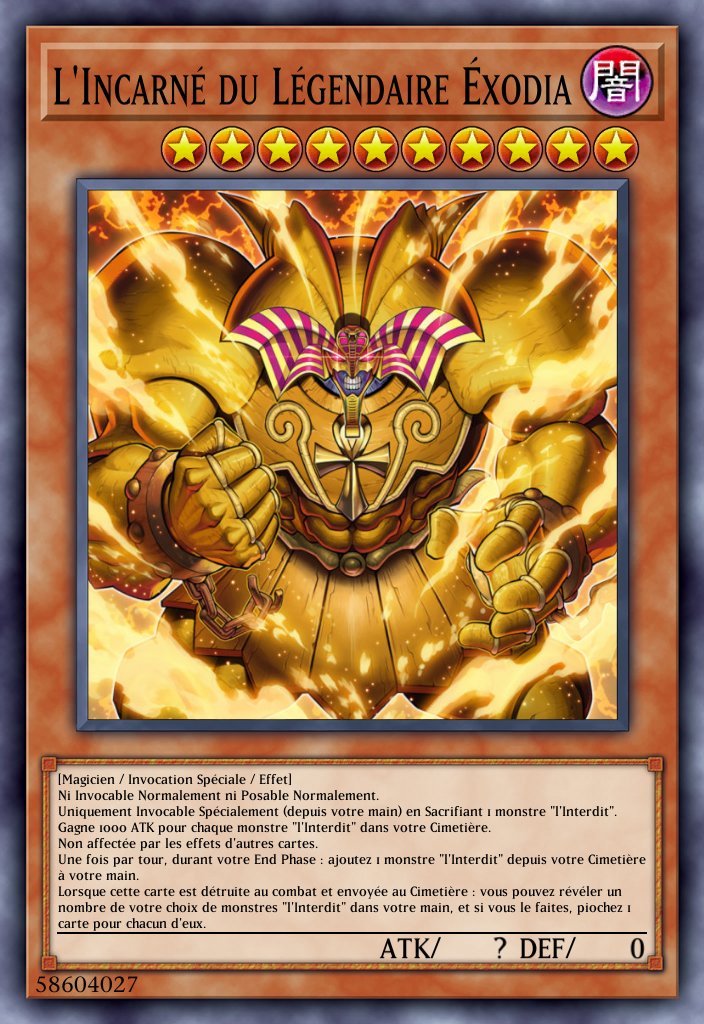 L'Incarné du Légendaire Éxodia 闇
[Magicien / Invocation Spéciale / Effet]
Ni Invocable Normalement ni Posable Normalement.
Uniquement Invocable Spécialement (depuis votre main) en Sacrifiant 1 monstre "l'Interdit".
Gagne 1000 ATK pour chaque monstre "l'Interdit" dans votre Cimetière.
Non affectée par les effets d'autres cartes.
Une fois par tour, durant votre End Phase : ajoutez 1 monstre "l'Interdit" depuis votre Cimetière
à votre main.
Lorsque cette carte est détruite au combat et envoyée au Cimetière : vous pouvez révéler un
nombre de votre choix de monstres "l'Interdit" dans votre main, et si vous le faites, piochez 1
carte pour chacun d'eux.
ATK/ ? DEF/ 0
58604027